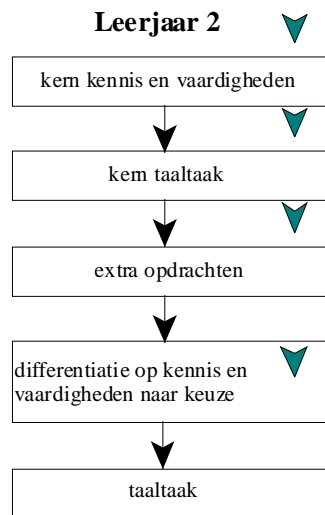 Leerjaar 2
kern kennis en vaardigheden
kern taaltaak
extra opdrachten
differentiatie op kennis en
vaardigheden naar keuze
taaltaak